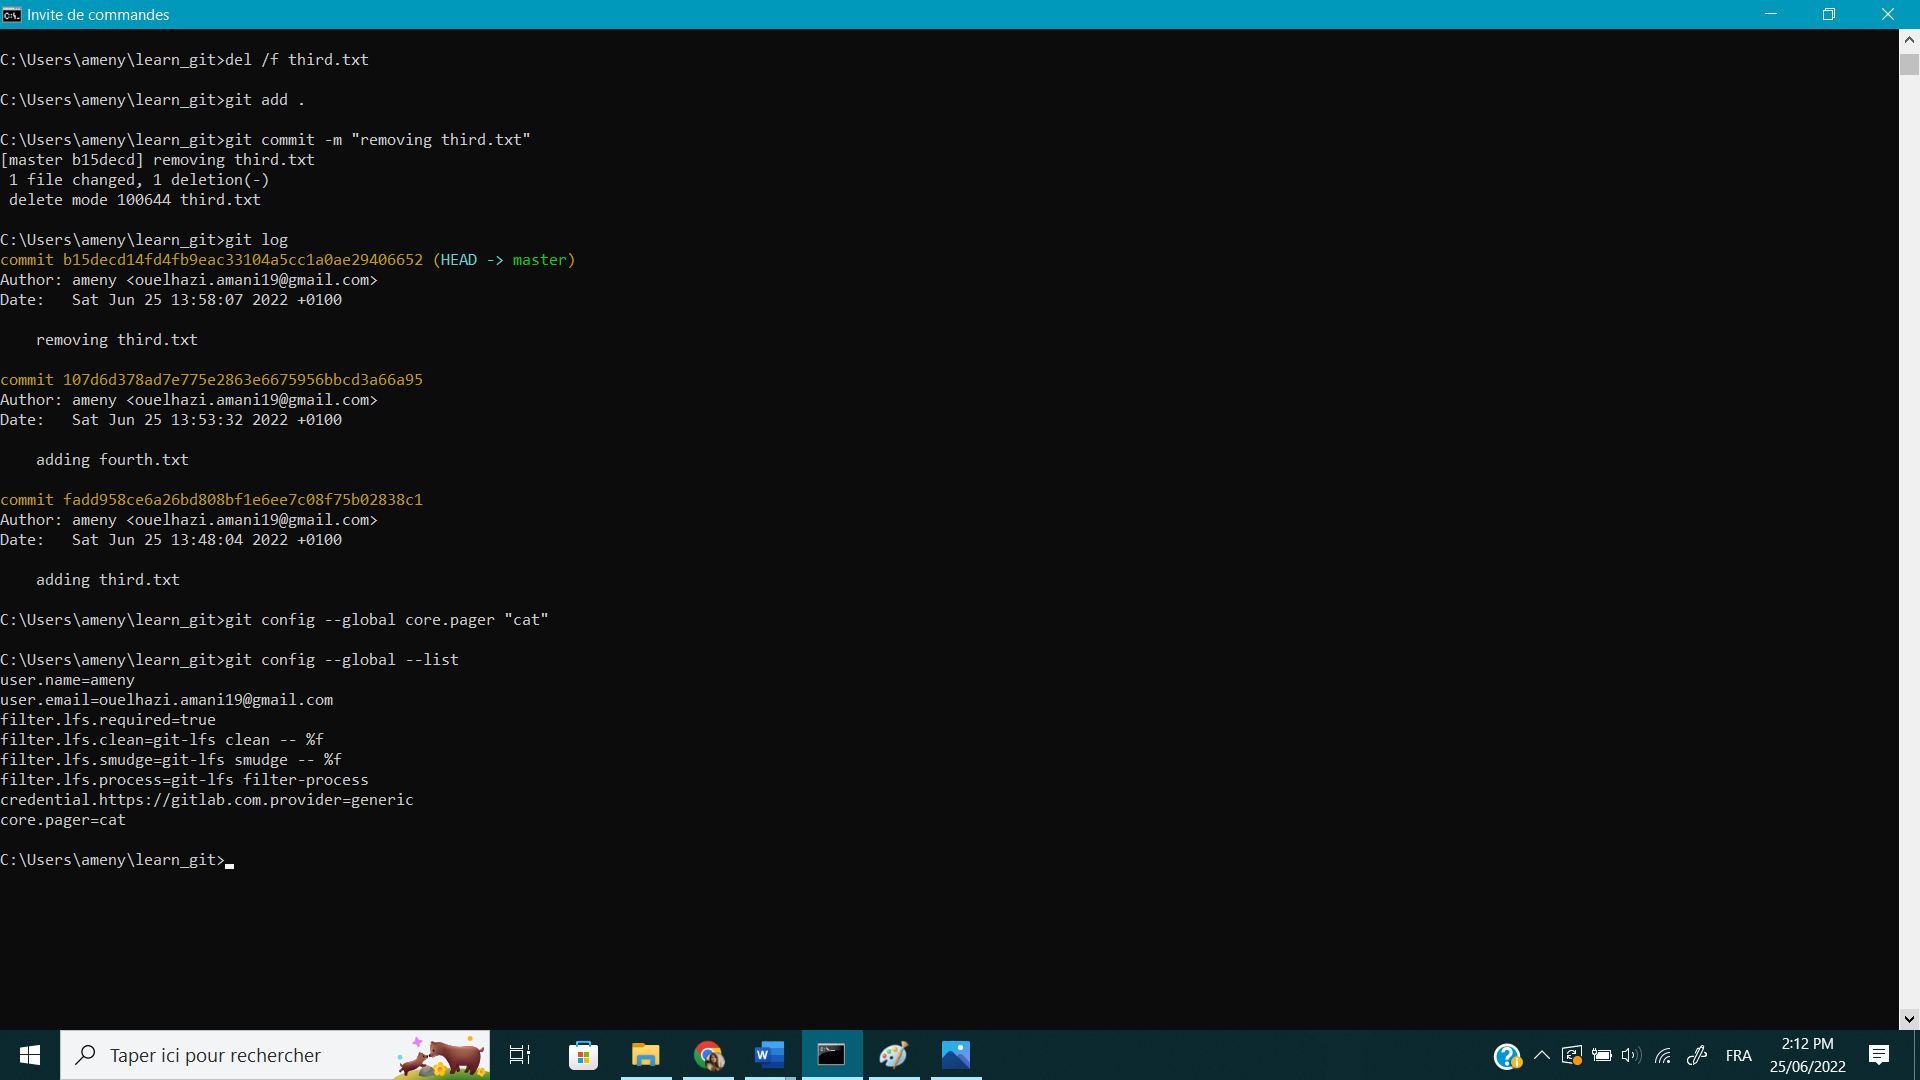 Invite de commandes
C:\Users\ameny\learn_git>del /f third.txt
C:\Users\ameny\learn_git>git add .
C:\Users\ameny\learn_git>git commit -m "removing third.txt"
[master b15decd] removing third.txt
 1 file changed, 1 deletion(-)
 delete mode 100644 third.txt
C:\Users\ameny\learn_git>git log
commit b15decd14fd4fb9eac33104a5cc1a0ae29406652 (HEAD -> master)
Author: ameny <ouelhazi.amani19@gmail.com>
Date:   Sat Jun 25 13:58:07 2022 +0100
    removing third.txt
commit 107d6d378ad7e775e2863e6675956bbcd3a66a95
Author: ameny <ouelhazi.amani19@gmail.com>
Date:   Sat Jun 25 13:53:32 2022 +0100
    adding fourth.txt
commit fadd958ce6a26bd808bf1e6ee7c08f75b02838c1
Author: ameny <ouelhazi.amani19@gmail.com>
Date:   Sat Jun 25 13:48:04 2022 +0100
    adding third.txt
C:\Users\ameny\learn_git>git config --global core.pager "cat"
C:\Users\ameny\learn_git>git config --global --list
user.name=ameny
user.email=ouelhazi.amani19@gmail.com
filter.lfs.required=true
filter.lfs.clean=git-lfs clean -- %f
filter.lfs.smudge=git-lfs smudge -- %f
filter.lfs.process=git-lfs filter-process
credential.https://gitlab.com.provider=generic
core.pager=cat
C:\Users\ameny\learn_git>
Taper ici pour rechercher
FRA
2:12 PM
25/06/2022